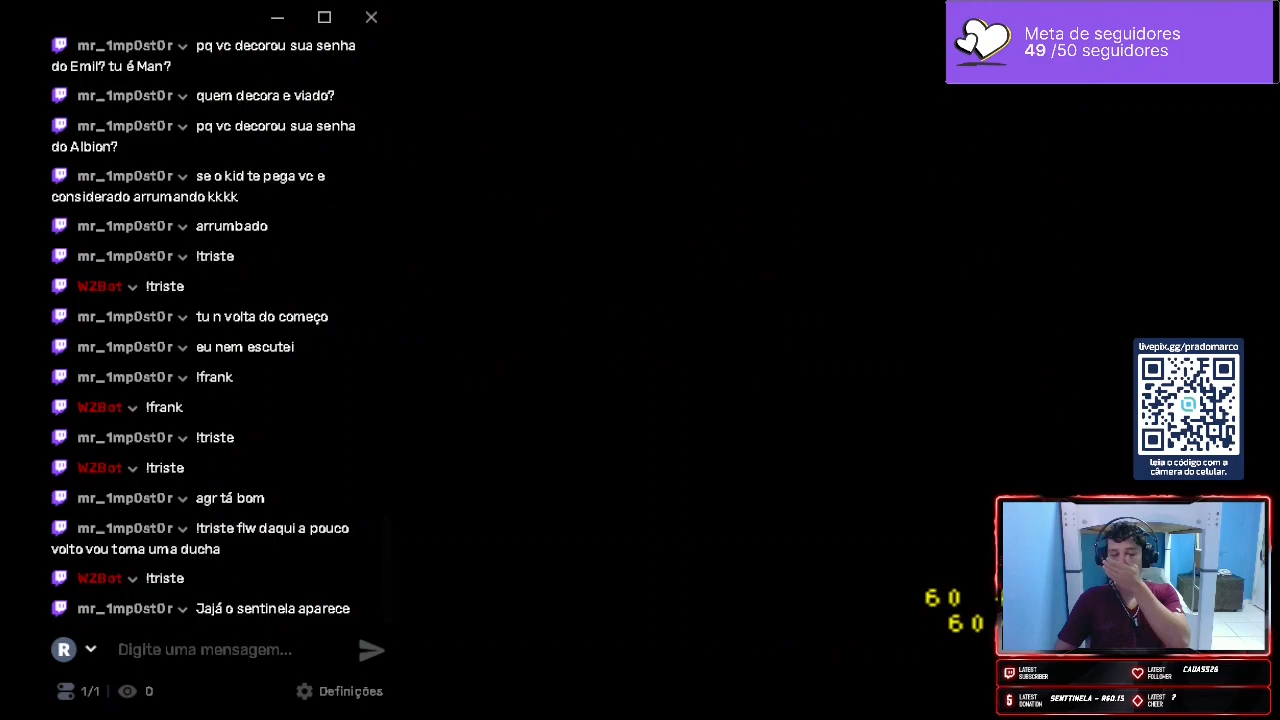 mr_1mp0st0r pq vc decorou sua senha
do Emil? tu é Man?
mr_1mp0st0r quem decora e viado?
mr_1mp0st0r pq vc decorou sua senha
do Albion?
mr_1mp0st0r se o kid te pega vc e
considerado arrumando kkkk
mr_1mp0st0r arrumbado
mr_1mp0st0r !triste
WZBot !triste
mr_1mp0st0r tu n volta do começo
mr_1mp0st0r eu nem escutei
mr_1mp0st0r !frank
WZBot !frank
mr_1mp0st0r !triste
WZBot !triste
mr_1mp0st0r agr tá bom
mr_1mp0st0r !triste flw daqui a pouco
volto vou toma uma ducha
WZBot !triste
mr_1mp0st0r Jajá o sentinela aparece
R Digite uma mensagem...
1/1 0 Definições
Meta de seguidores
49 /50 seguidores
livepix.gg/pradomarco
leia o código com a
câmera do celular.
60
60
LATEST SUBSCRIBER
LATEST FOLLOWER CAUASS26
LATEST DONATION SENTTINELA - R$0.15
LATEST CHEER ?